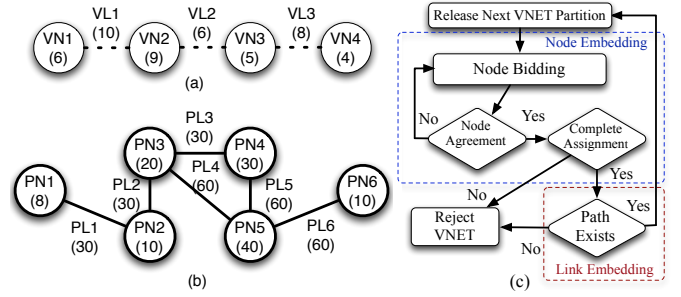 VL1
(10)
VL2
(6)
VL3
(8)
VN1
(6)
VN2
(9)
VN3
(5)
VN4
(4)
(a)
PL3
(30)
PN3
(20)
PN4
(30)
PL4
(60)
PN1
(8)
PL2
(30)
PL5
(60)
PN6
(10)
PL1
(30)
PN2
(10)
PN5
(40)
PL6
(60)
(b)
Release Next VNET Partition
Node Embedding
Node Bidding
No
Yes
Node
Agreement
Complete
Assignment
No
Yes
Reject
VNET
Path
Exists
Yes
No
Link Embedding
(c)